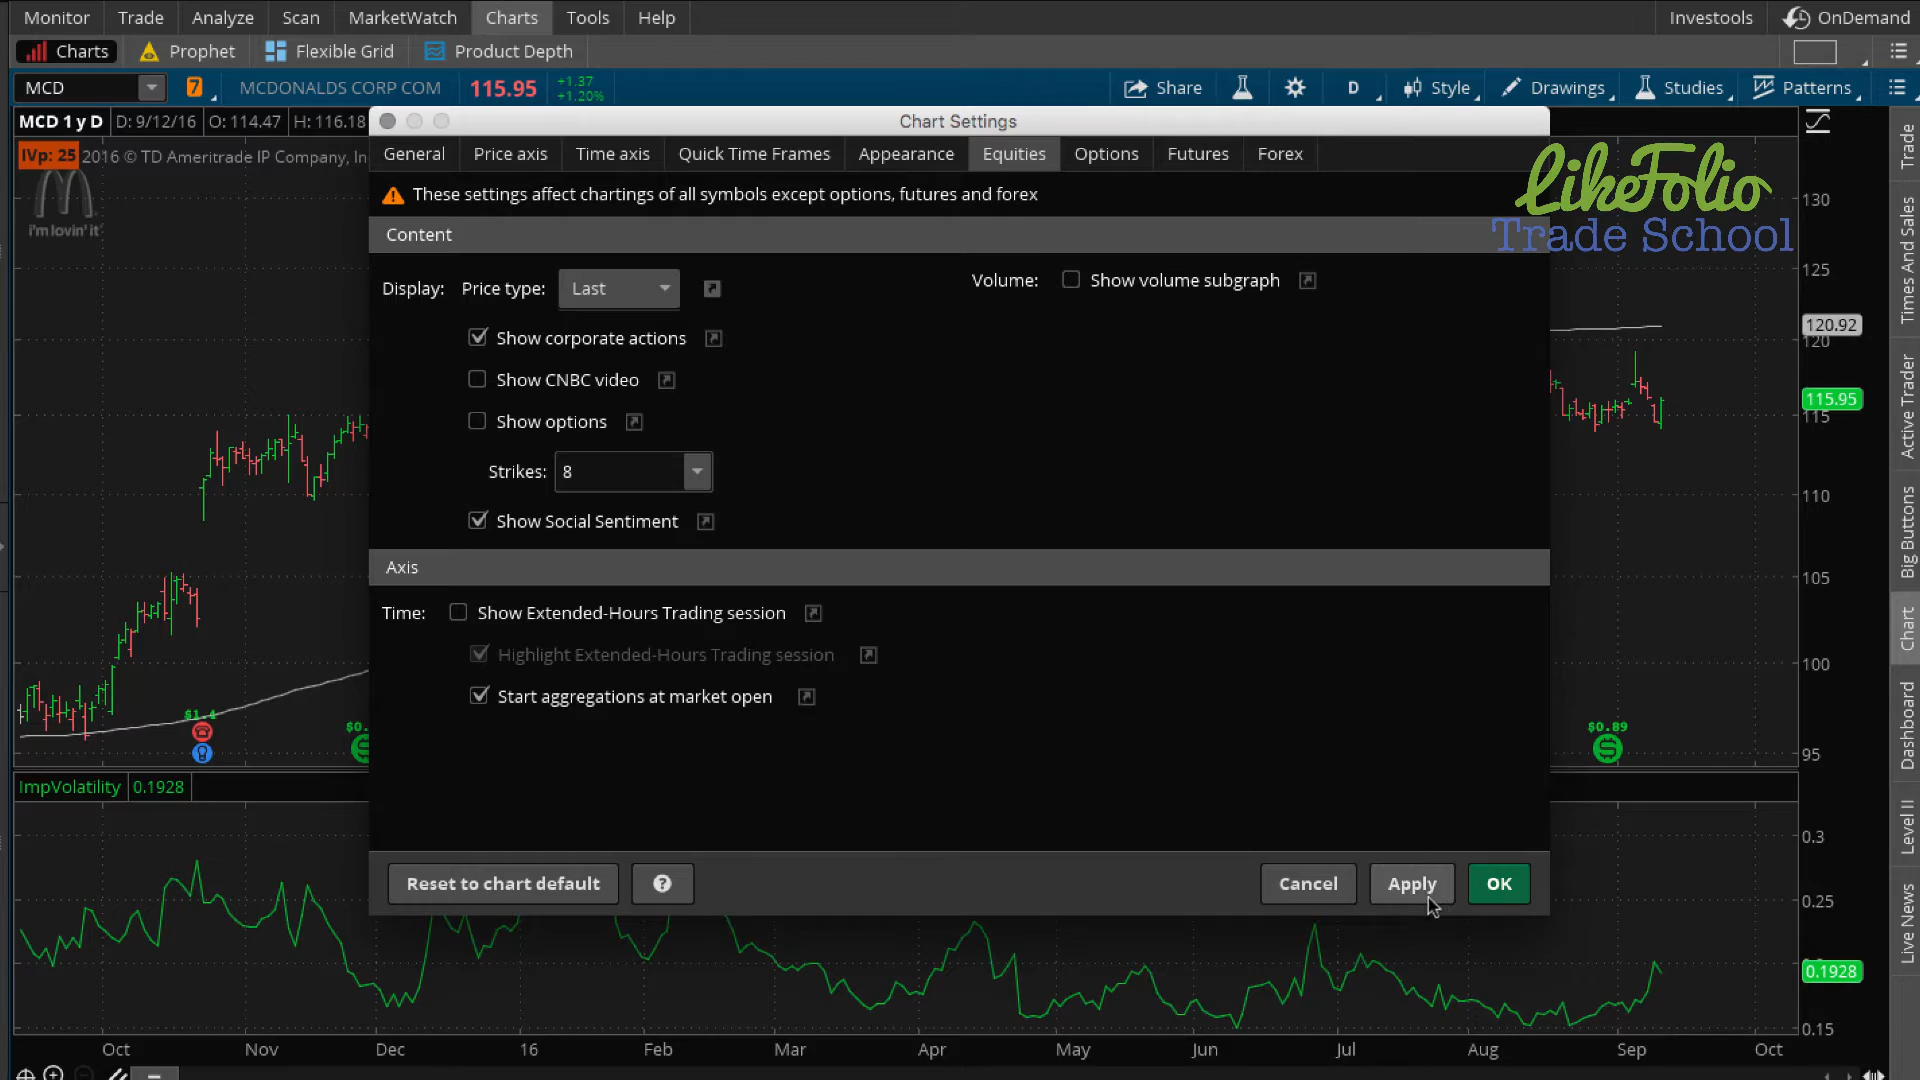 Monitor Trade Analyze Scan MarketWatch Charts Tools Help Investools OnDemand
Charts Prophet Flexible Grid Product Depth
MCD 7 MCDONALDS CORP COM 115.95 +1.37 Share D Style Drawings Studies Patterns
+1.20%
MCD 1 y D D: 9/12/16 O: 114.47 H: 116.18
Chart Settings
General Price axis Time axis Quick Time Frames Appearance Equities Options Futures Forex
IVp: 25 2016 © TD Ameritrade IP Company, In
i'm lovin' it
LikeFolio
Trade School
These settings affect chartings of all symbols except options, futures and forex
Content
Display: Price type: Last
Volume: Show volume subgraph
Show corporate actions
Show CNBC video
Show options
Strikes: 8
Show Social Sentiment
Axis
Time: Show Extended-Hours Trading session
Highlight Extended-Hours Trading session
Start aggregations at market open
Reset to chart default ? Cancel Apply OK
130
125
120.92
120
115.95
115
110
105
100
95
$1.4
$0.
$0.89
ImpVolatility 0.1928
0.3
0.25
0.1928
0.15
Oct Nov Dec 16 Feb Mar Apr May Jun Jul Aug Sep Oct
Trade
Times And Sales
Active Trader
Big Buttons
Chart
Dashboard
Level II
Live News